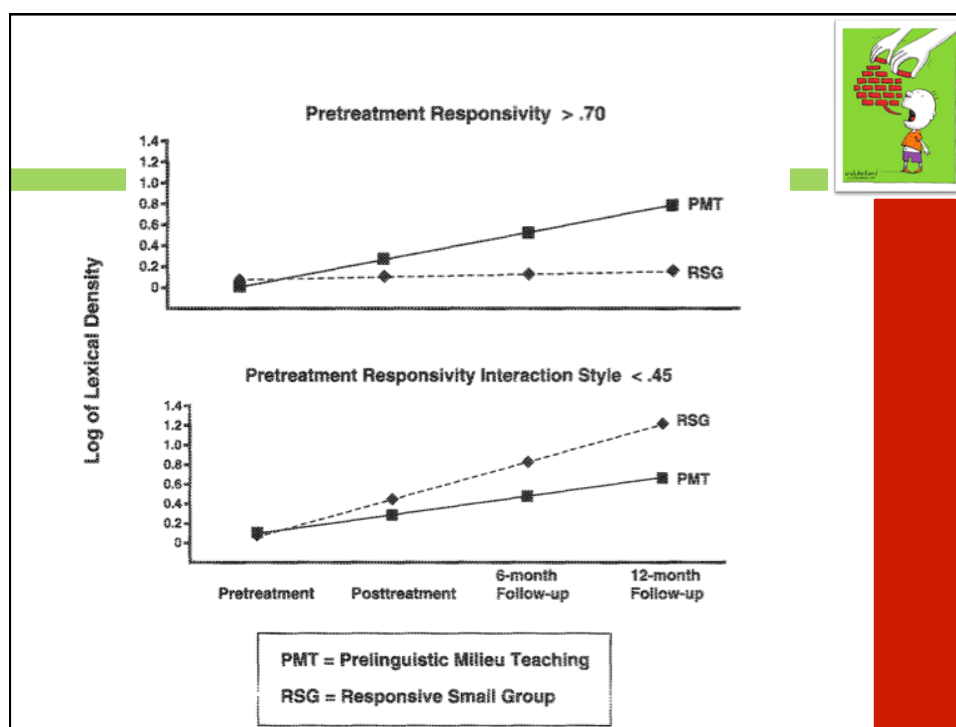 Pretreatment Responsivity > .70
1.4
1.2
1.0
0.8
0.6
0.4
0.2
0
PMT
RSG
Log of Lexical Density
Pretreatment Responsivity Interaction Style < .45
1.4
1.2
1.0
0.8
0.6
0.4
0.2
0
RSG
PMT
Pretreatment
Posttreatment
6-month
Follow-up
12-month
Follow-up
PMT = Prelinguistic Milieu Teaching
RSG = Responsive Small Group